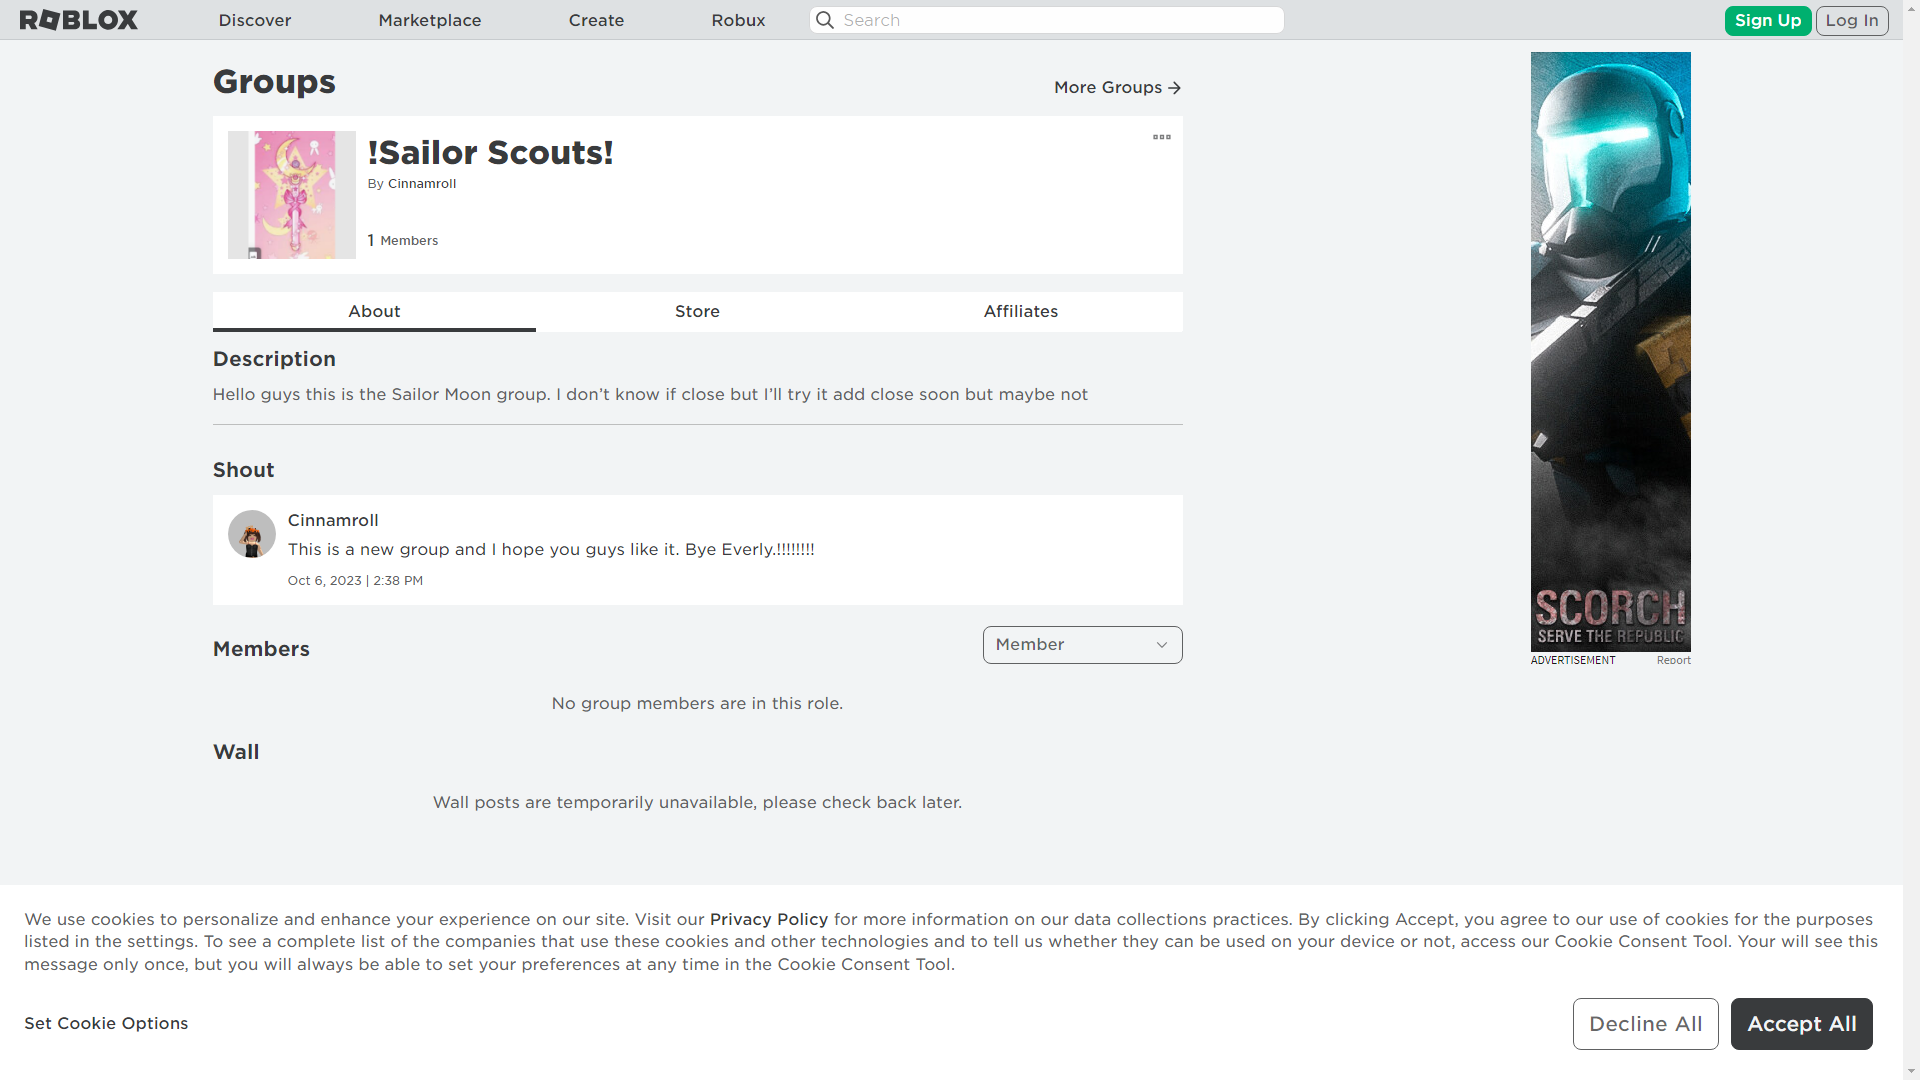 ROBLOX
Discover
Marketplace
Create
Robux
Search
Sign Up
Log In
Groups
More Groups
!Sailor Scouts!
By Cinnamroll
1 Members
About
Store
Affiliates
Description
Hello guys this is the Sailor Moon group. I don’t know if close but I’ll try it add close soon but maybe not
Shout
Cinnamroll
This is a new group and I hope you guys like it. Bye Everly.!!!!!!!!
Oct 6, 2023 | 2:38 PM
Members
Member
No group members are in this role.
Wall
Wall posts are temporarily unavailable, please check back later.
SCORCH
SERVE THE REPUBLIC
ADVERTISEMENT
Report
We use cookies to personalize and enhance your experience on our site. Visit our Privacy Policy for more information on our data collections practices. By clicking Accept, you agree to our use of cookies for the purposes
listed in the settings. To see a complete list of the companies that use these cookies and other technologies and to tell us whether they can be used on your device or not, access our Cookie Consent Tool. Your will see this
message only once, but you will always be able to set your preferences at any time in the Cookie Consent Tool.
Set Cookie Options
Decline All
Accept All